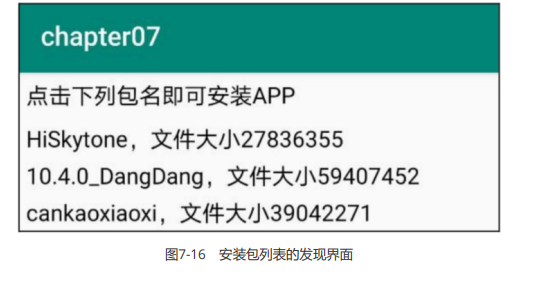 chapter07
点击下列包名即可安装APP
HiSkytone，文件大小27836355
10.4.0_DangDang，文件大小59407452
cankaoxiaoxi，文件大小39042271
图7-16 安装包列表的发现界面